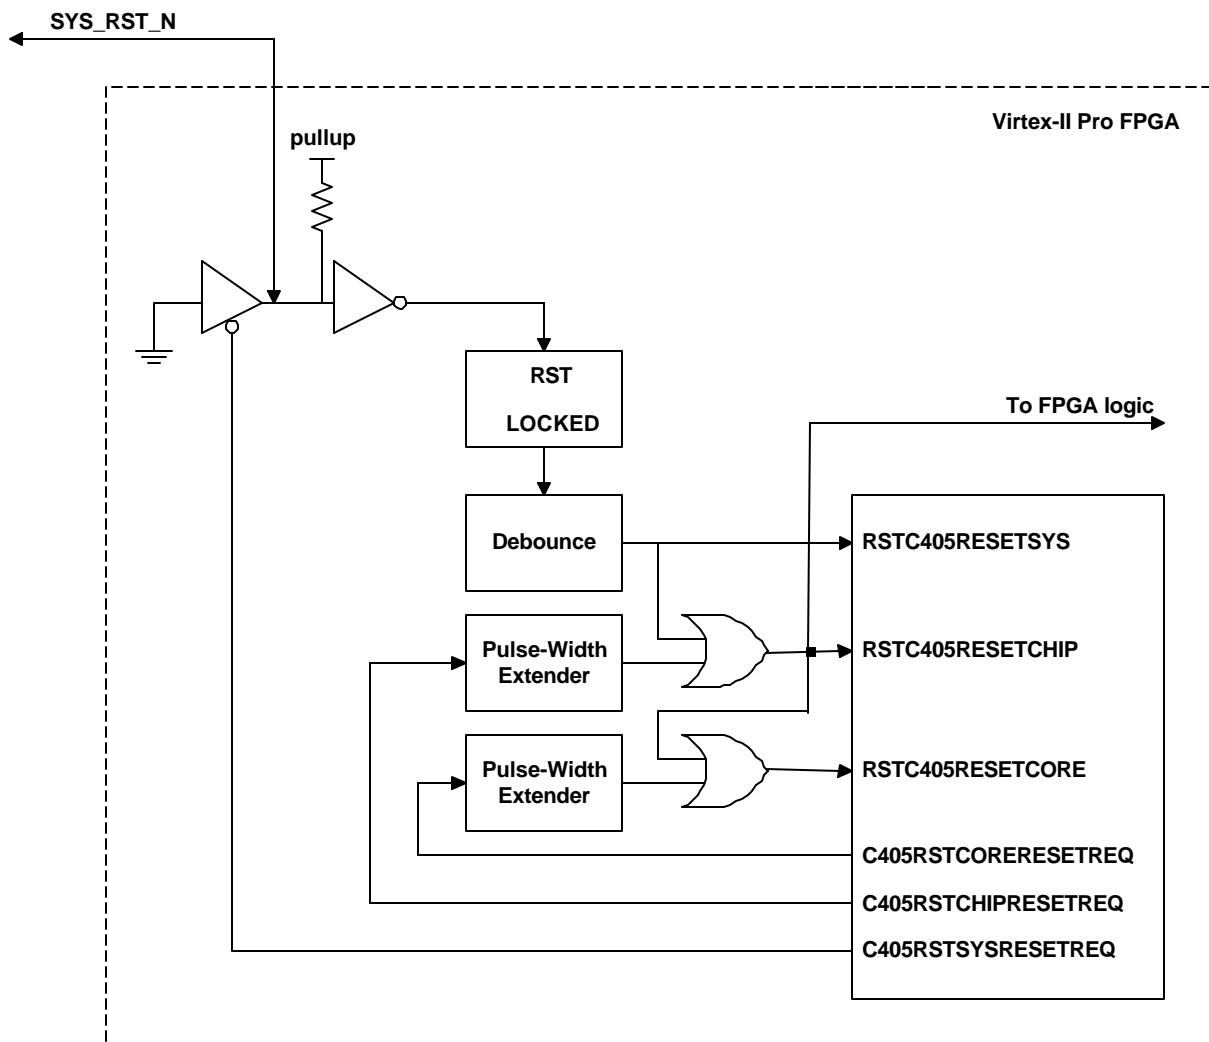 SYS_RST_N
Virtex-II Pro FPGA
pullup
RST
LOCKED
To FPGA logic
Debounce
RSTC405RESETSYS
Pulse-Width
Extender
RSTC405RESETCHIP
Pulse-Width
Extender
RSTC405RESETCORE
C405RSTCORERESETREQ
C405RSTCHIPRESETREQ
C405RSTSYSRESETREQ